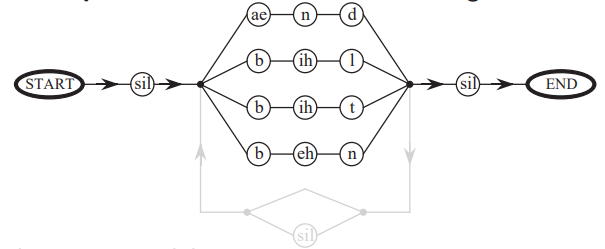 ae n d
b ih l
START sil sil END
b ih t
b eh n
sil